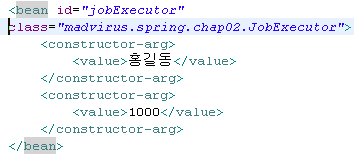 <bean id="jobExecutor"
class="madvirus.spring.chap02.JobExecutor">
<constructor-arg>
<value>홍길동</value>
</constructor-arg>
<constructor-arg>
<value>1000</value>
</constructor-arg>
</bean>